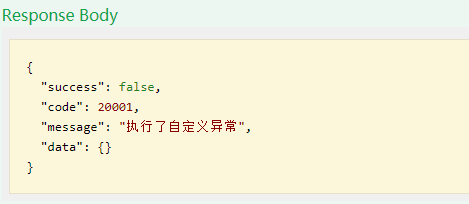 Response Body
{
"success": false,
"code": 20001,
"message": "执行了自定义异常",
"data": {}
}